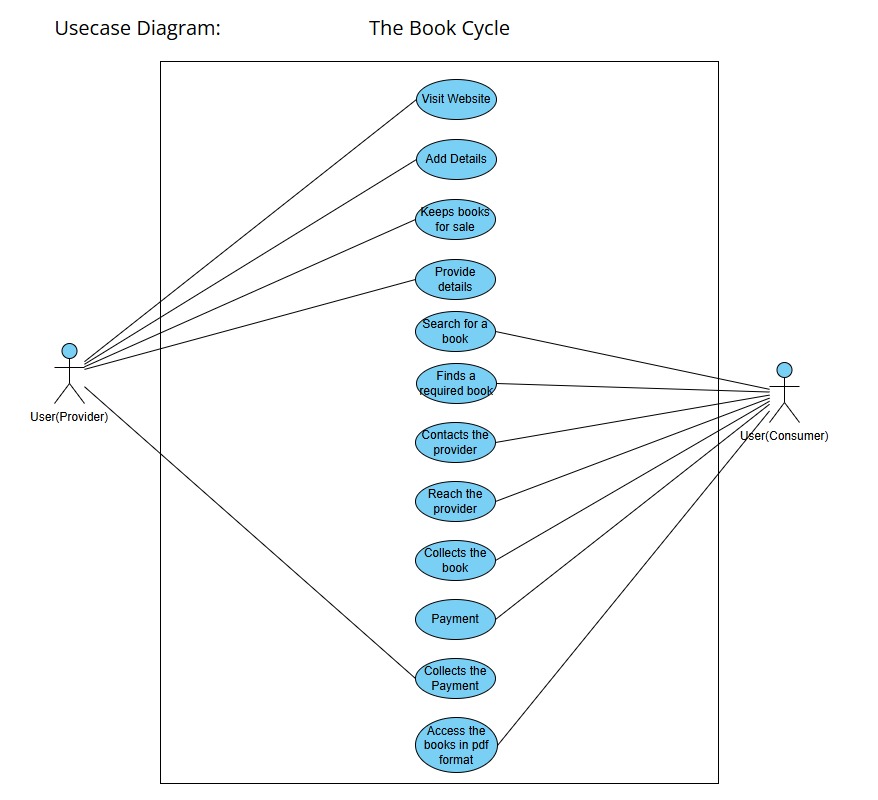 Usecase Diagram:
The Book Cycle
Visit Website
Add Details
Keeps books
for sale
Provide
details
Search for a
book
Finds a
required book
Contacts the
provider
Reach the
provider
Collects the
book
Payment
Collects the
Payment
Access the
books in pdf
format
User(Provider)
User(Consumer)